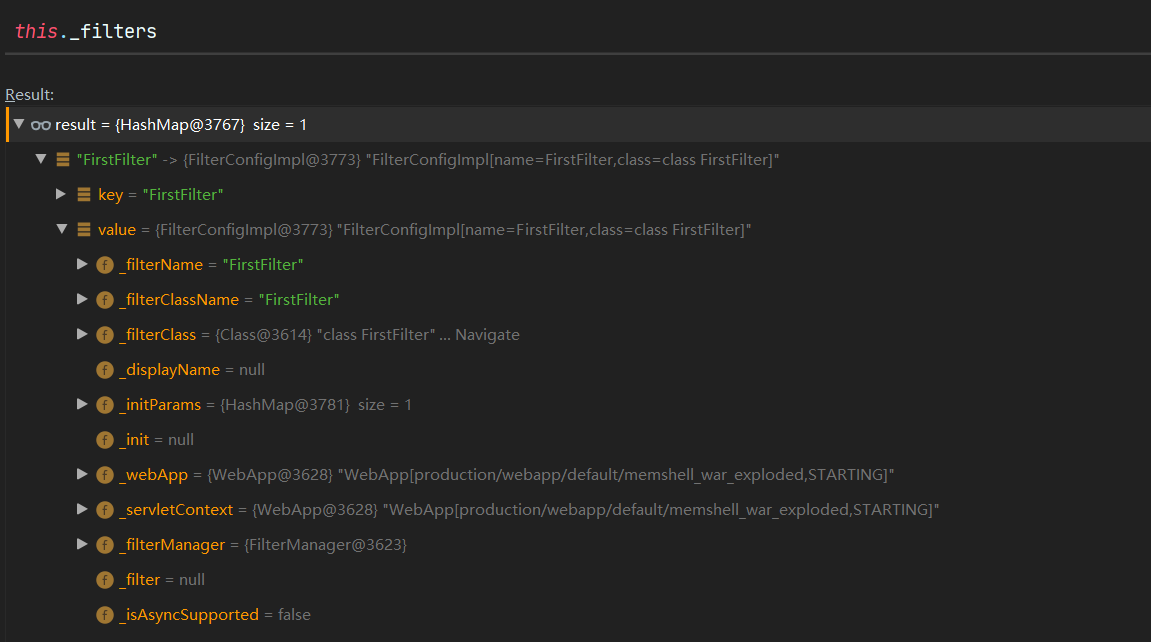 this._filters
Result:
result = {HashMap@3767} size = 1
"FirstFilter" -> {FilterConfigImpl@3773} "FilterConfigImpl[name=FirstFilter,class=class FirstFilter]"
key = "FirstFilter"
value = {FilterConfigImpl@3773} "FilterConfigImpl[name=FirstFilter,class=class FirstFilter]"
f _filterName = "FirstFilter"
f _filterClassName = "FirstFilter"
f _filterClass = {Class@3614} "class FirstFilter" ... Navigate
f _displayName = null
f _initParams = {HashMap@3781} size = 1
f _init = null
f _webApp = {WebApp@3628} "WebApp[production/webapp/default/memshell_war_exploded,STARTING]"
f _servletContext = {WebApp@3628} "WebApp[production/webapp/default/memshell_war_exploded,STARTING]"
f _filterManager = {FilterManager@3623}
f _filter = null
f _isAsyncSupported = false